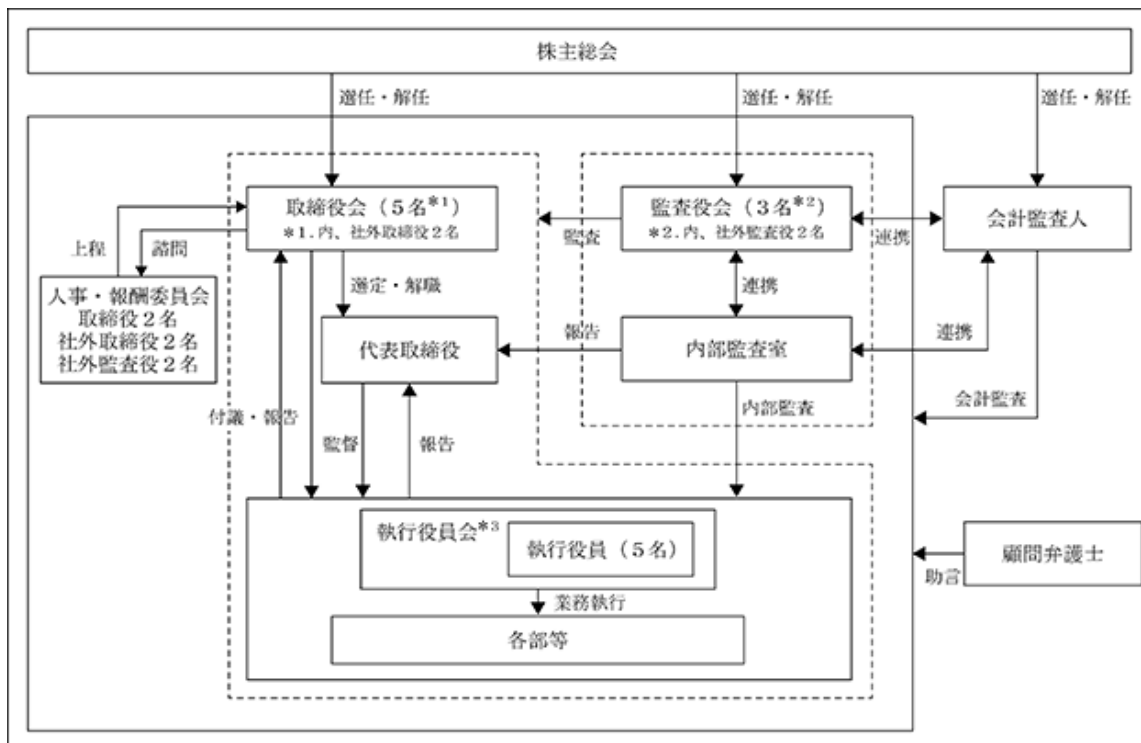 株主総会
選任・解任
選任・解任
選任・解任
取締役会（5名*1）
*1.内、社外取締役2名
監査役会（3名*2）
*2.内、社外監査役2名
会計監査人
監査
連携
上程
諮問
選定・解職
連携
人事・報酬委員会
取締役2名
社外取締役2名
社外監査役2名
代表取締役
報告
内部監査室
連携
付議・報告
監督
報告
内部監査
会計監査
執行役員会*3
執行役員（5名）
顧問弁護士
助言
業務執行
各部等